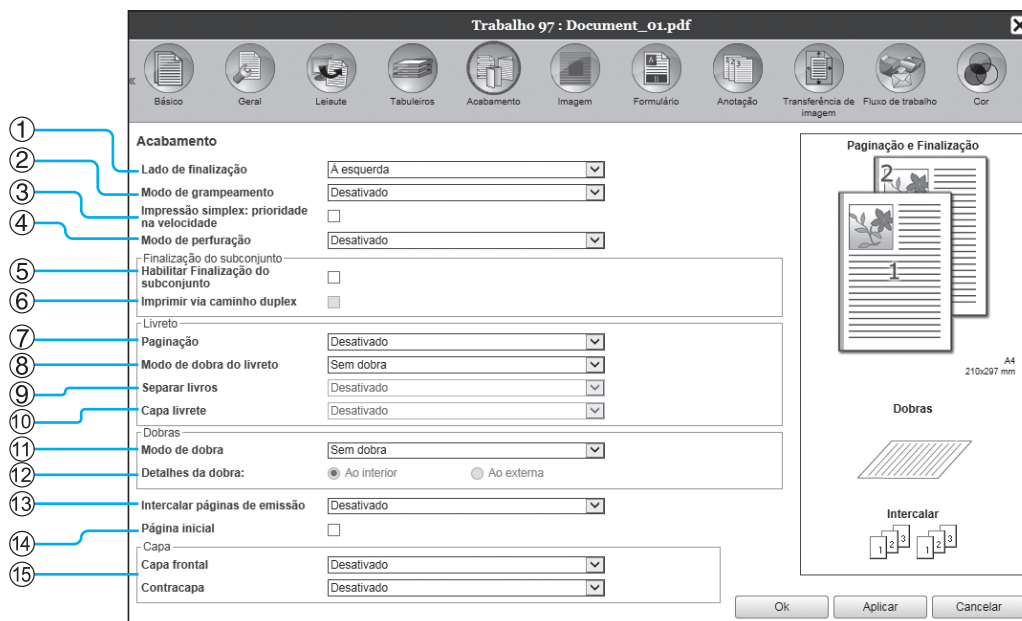 Trabalho 97 : Document_01.pdf
«
Básico
Geral
Leiaute
Tabuleiros
Acabamento
Imagem
Formulário
Anotação
Transferência de
imagem
Fluxo de trabalho
Cor
Acabamento
1
Lado de finalização
À esquerda
2
Modo de grampeamento
Desativado
3
Impressão simplex: prioridade
na velocidade
4
Modo de perfuração
Desativado
Finalização do subconjunto
5
Habilitar Finalização do
subconjunto
6
Imprimir via caminho duplex
Livreto
7
Paginação
Desativado
8
Modo de dobra do livreto
Sem dobra
9
Separar livros
Desativado
10
Capa livrete
Desativado
Dobras
11
Modo de dobra
Sem dobra
12
Detalhes da dobra:
Ao interior
Ao externa
13
Intercalar páginas de emissão
Desativado
14
Página inicial
Capa
15
Capa frontal
Desativado
Contracapa
Desativado
Paginação e Finalização
2
1
A4
210x297 mm
Dobras
Intercalar
1 2 3 1 2 3
Ok
Aplicar
Cancelar